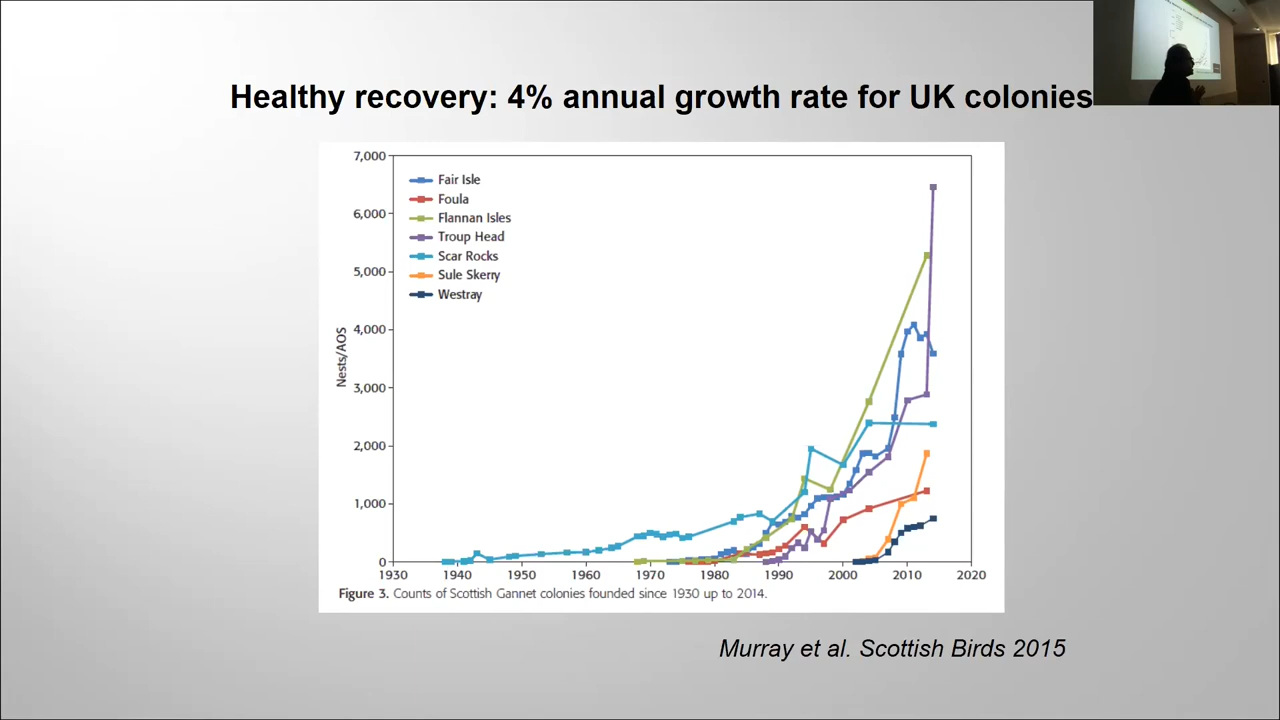 Healthy recovery: 4% annual growth rate for UK colonies
7,000
6,000
5,000
4,000
3,000
2,000
1,000
0
Nests/AOS
Fair Isle
Foula
Flannan Isles
Troup Head
Scar Rocks
Sule Skerry
Westray
1930 1940 1950 1960 1970 1980 1990 2000 2010 2020
Figure 3. Counts of Scottish Gannet colonies founded since 1930 up to 2014.
Murray et al. Scottish Birds 2015